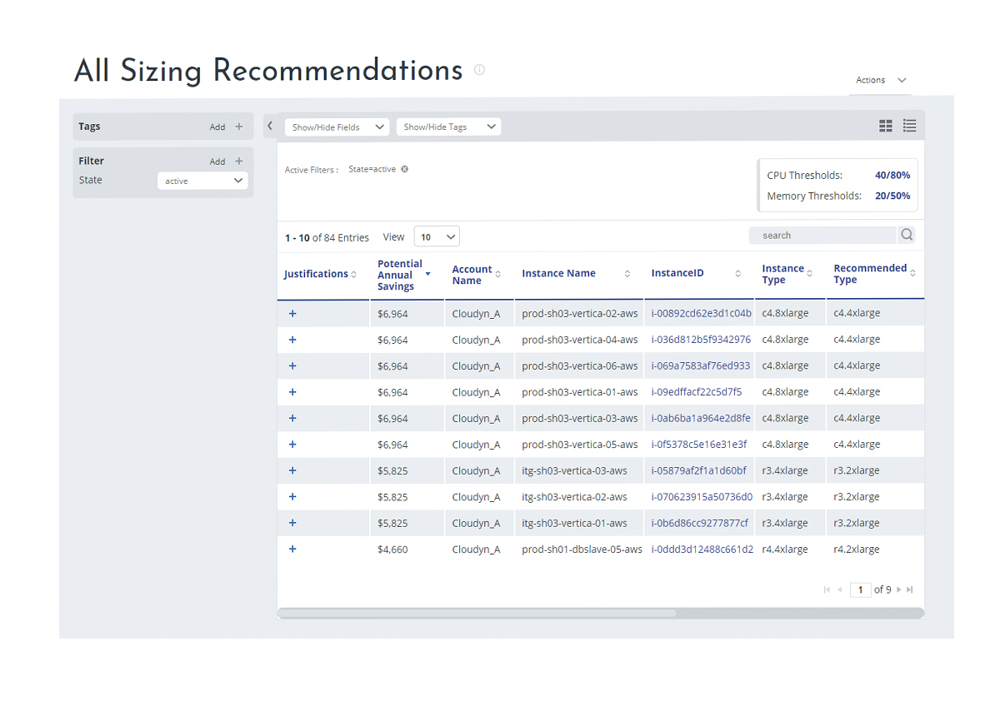 All Sizing Recommendations
Actions
Tags Add +
Filter Add +
State active
Show/Hide Fields Show/Hide Tags
Active Filters : State=active
CPU Thresholds: 40/80%
Memory Thresholds: 20/50%
1 - 10 of 84 Entries View 10 search
Justifications Potential Annual Savings Account Name Instance Name InstanceID Instance Type Recommended Type
+ $6,964 Cloudyn_A prod-sh03-vertica-02-aws i-00892cd62e3d1c04b c4.8xlarge c4.4xlarge
+ $6,964 Cloudyn_A prod-sh03-vertica-04-aws i-036d812b5f9342976 c4.8xlarge c4.4xlarge
+ $6,964 Cloudyn_A prod-sh03-vertica-06-aws i-069a7583af76ed933 c4.8xlarge c4.4xlarge
+ $6,964 Cloudyn_A prod-sh03-vertica-01-aws i-09edffacf22c5d7f5 c4.8xlarge c4.4xlarge
+ $6,964 Cloudyn_A prod-sh03-vertica-03-aws i-0ab6ba1a964e2d8fe c4.8xlarge c4.4xlarge
+ $6,964 Cloudyn_A prod-sh03-vertica-05-aws i-0f5378c5e16e31e3f c4.8xlarge c4.4xlarge
+ $5,825 Cloudyn_A itg-sh03-vertica-03-aws i-05879af2f1a1d60bf r3.4xlarge r3.2xlarge
+ $5,825 Cloudyn_A itg-sh03-vertica-02-aws i-070623915a50736d0 r3.4xlarge r3.2xlarge
+ $5,825 Cloudyn_A itg-sh03-vertica-01-aws i-0b6d86cc9277877cf r3.4xlarge r3.2xlarge
+ $4,660 Cloudyn_A prod-sh01-dbslave-05-aws i-0ddd3d12488c661d2 r4.4xlarge r4.2xlarge
1 of 9